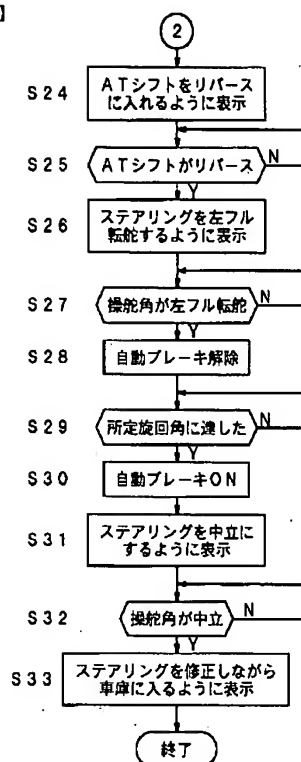 】
2
S24
ATシフトをリバース
に入れるように表示
S25
ATシフトがリバース
N
Y
S26
ステアリングを左フル
転舵するように表示
S27
操舵角が左フル転舵
N
Y
S28
自動ブレーキ解除
S29
所定旋回角に達した
N
Y
S30
自動ブレーキON
S31
ステアリングを中立に
するように表示
S32
操舵角が中立
N
Y
S33
ステアリングを修正しながら
車庫に入るように表示
終了